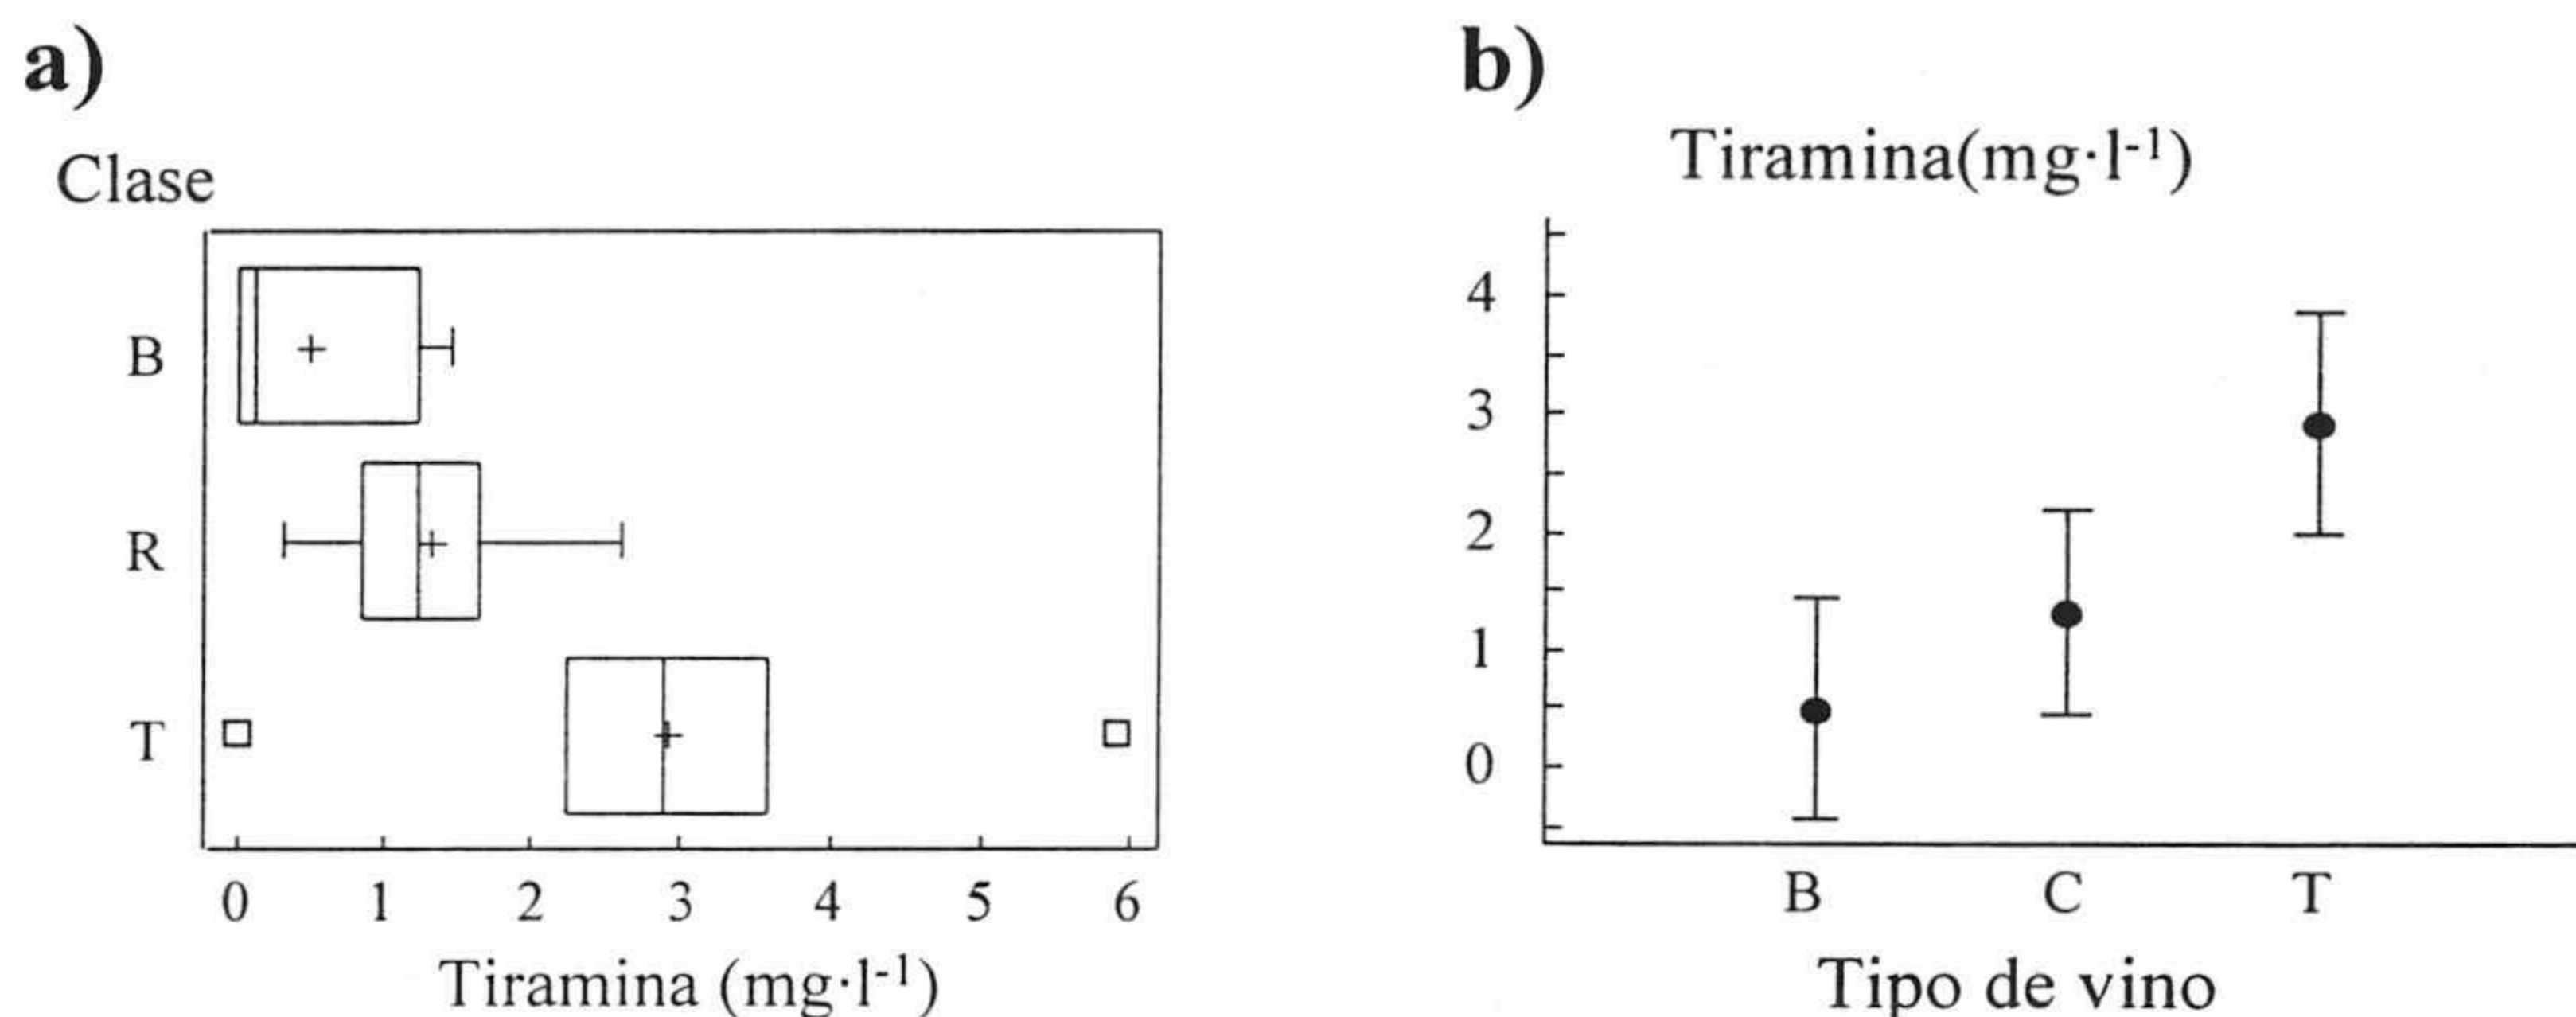 a)
Clase
B
R
T
0 1 2 3 4 5 6
Tiramina (mg·l⁻¹)
b)
Tiramina(mg·l⁻¹)
4
3
2
1
0
B C T
Tipo de vino